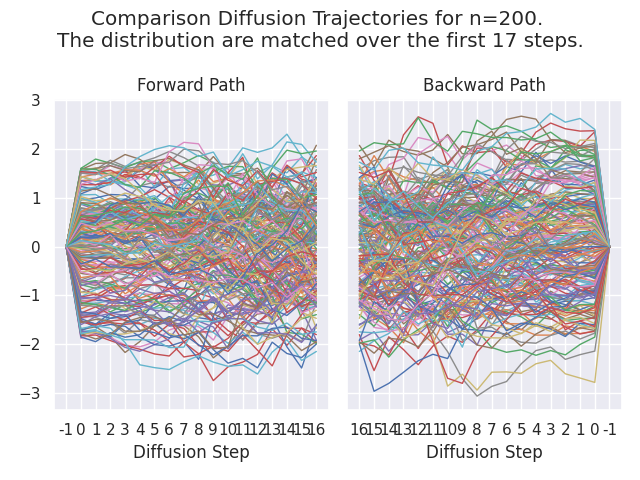 Comparison Diffusion Trajectories for n=200.
The distribution are matched over the first 17 steps.
Forward Path
Backward Path
3
2
1
0
−1
−2
−3
-1 0 1 2 3 4 5 6 7 8 9 10 11 12 13 14 15 16
16 15 14 13 12 11 10 9 8 7 6 5 4 3 2 1 0 -1
Diffusion Step
Diffusion Step